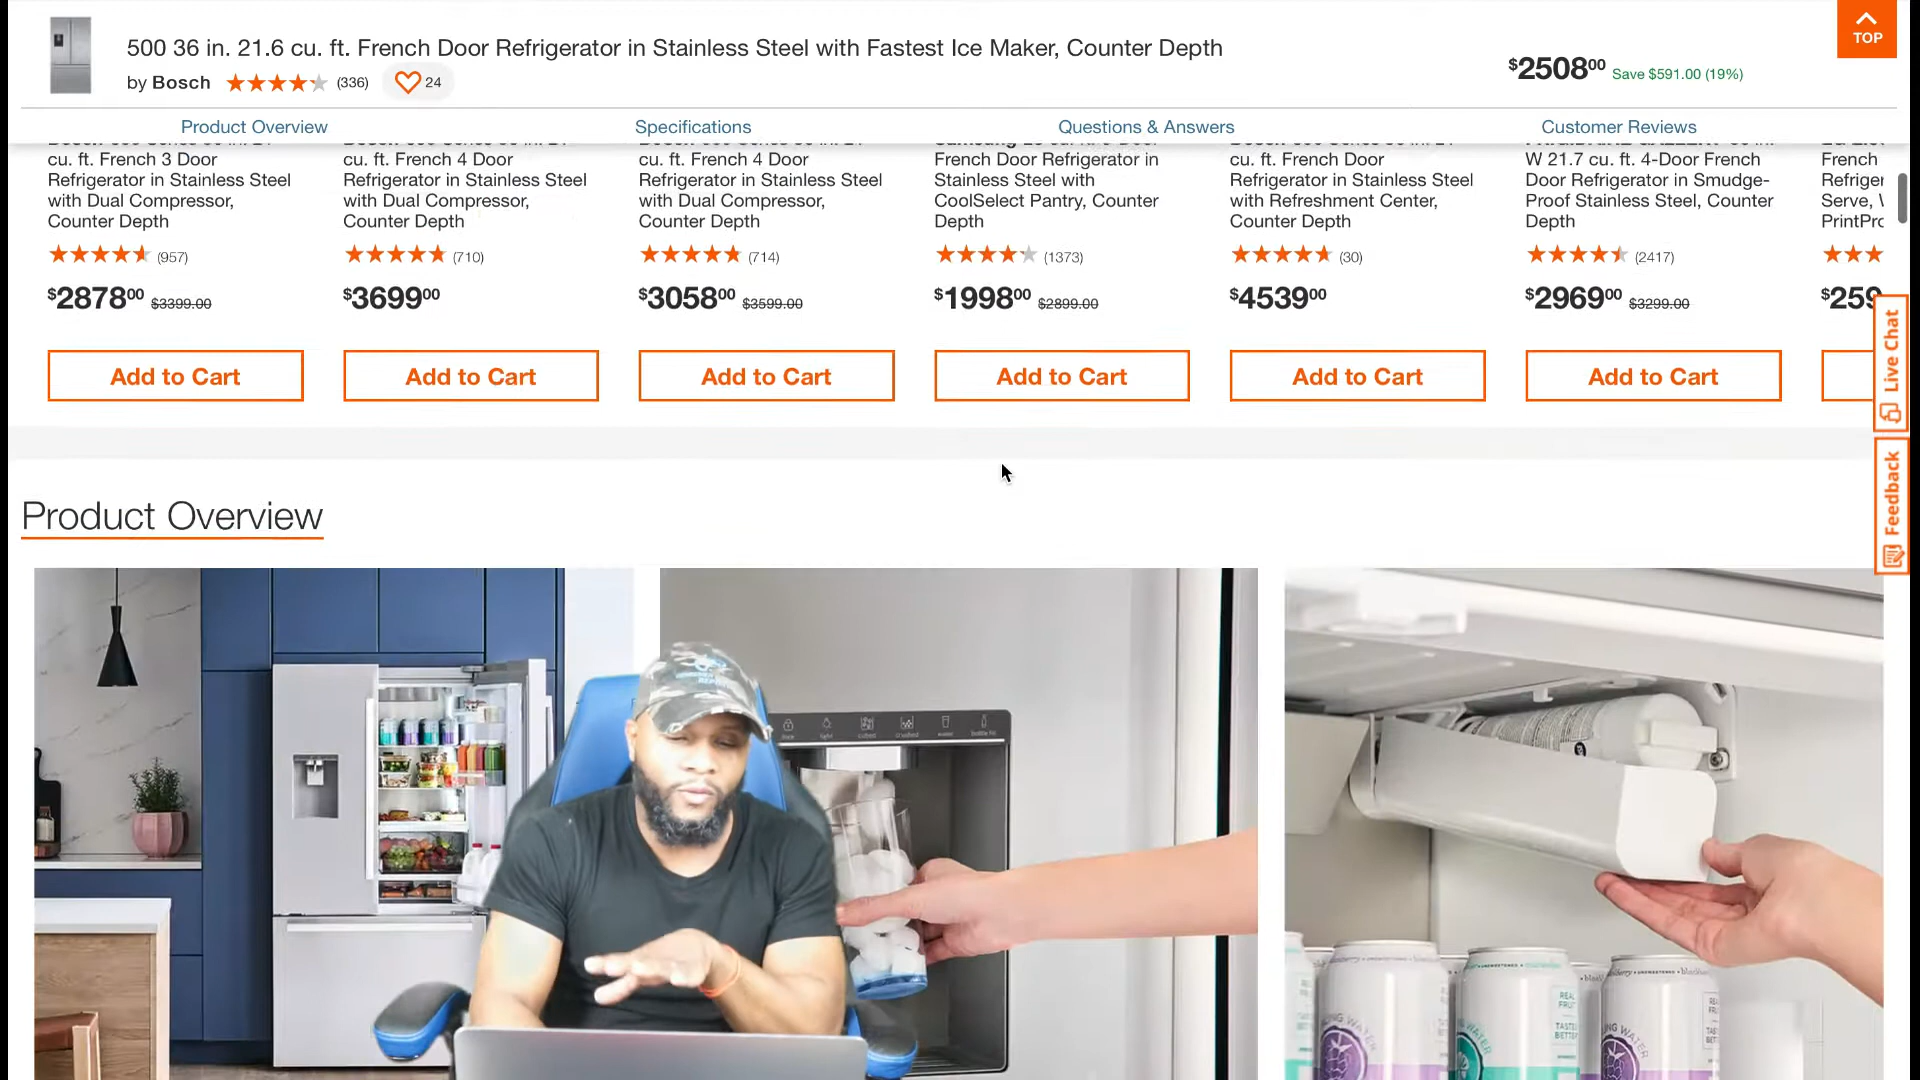 500 36 in. 21.6 cu. ft. French Door Refrigerator in Stainless Steel with Fastest Ice Maker, Counter Depth
by Bosch (336) 24
$2508.00 Save $591.00 (19%)
TOP
Product Overview Specifications Questions & Answers Customer Reviews
cu. ft. French 3 Door
Refrigerator in Stainless Steel
with Dual Compressor,
Counter Depth
(957)
$2878.00 $3399.00
Add to Cart
cu. ft. French 4 Door
Refrigerator in Stainless Steel
with Dual Compressor,
Counter Depth
(710)
$3699.00
Add to Cart
cu. ft. French 4 Door
Refrigerator in Stainless Steel
with Dual Compressor,
Counter Depth
(714)
$3058.00 $3599.00
Add to Cart
French Door Refrigerator in
Stainless Steel with
CoolSelect Pantry, Counter
Depth
(1373)
$1998.00 $2899.00
Add to Cart
cu. ft. French Door
Refrigerator in Stainless Steel
with Refreshment Center,
Counter Depth
(30)
$4539.00
Add to Cart
W 21.7 cu. ft. 4-Door French
Door Refrigerator in Smudge-
Proof Stainless Steel, Counter
Depth
(2417)
$2969.00 $3299.00
Add to Cart
French
Refriger
Serve, 
PrintPro
$259
Live Chat
Feedback
Product Overview